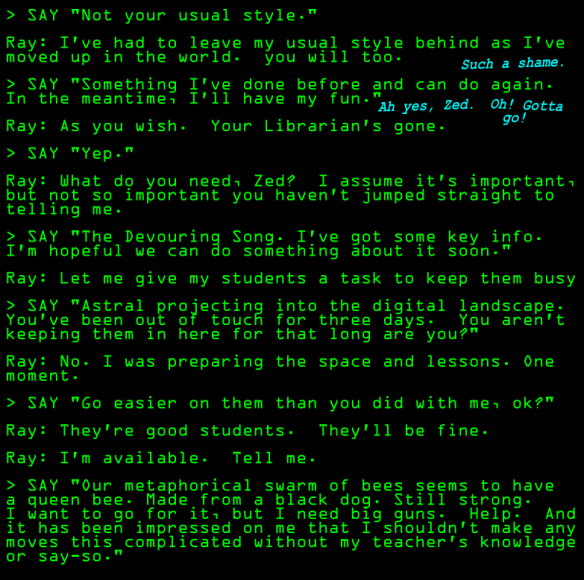 > SAY "Not your usual style."
Ray: I've had to leave my usual style behind as I've
moved up in the world.  you will too.
Such a shame.
> SAY "Something I've done before and can do again.
In the meantime, I'll have my fun."
Ah yes, Zed.  Oh! Gotta
go!
Ray: As you wish.  Your Librarian's gone.
> SAY "Yep."
Ray: What do you need, Zed?  I assume it's important,
but not so important you haven't jumped straight to
telling me.
> SAY "The Devouring Song. I've got some key info.
I'm hopeful we can do something about it soon."
Ray: Let me give my students a task to keep them busy
> SAY "Astral projecting into the digital landscape.
You've been out of touch for three days.  You aren't
keeping them in here for that long are you?"
Ray: No. I was preparing the space and lessons. One
moment.
> SAY "Go easier on them than you did with me, ok?"
Ray: They're good students.  They'll be fine.
Ray: I'm available.  Tell me.
> SAY "Our metaphorical swarm of bees seems to have
a queen bee. Made from a black dog. Still strong.
I want to go for it, but I need big guns.  Help.  And
it has been impressed on me that I shouldn't make any
moves this complicated without my teacher's knowledge
or say-so."